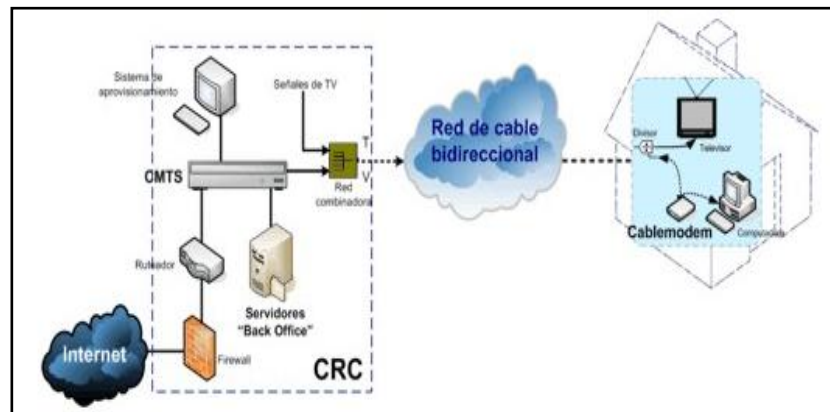 Sistema de
aprovisionamiento
Señales de TV
T
V
CMTS
Red
combinadora
Ruteador
Servidores
"Back Office"
Internet
Firewall
CRC
Red de cable
bidireccional
Divisor
Televisor
Cablemodem
Computadora